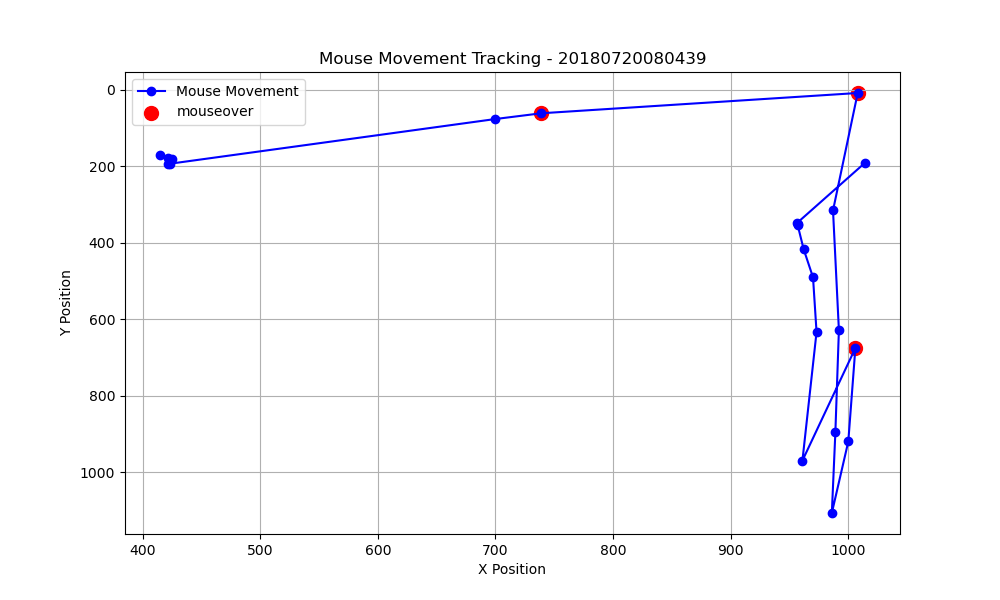 Mouse Movement Tracking - 20180720080439
Mouse Movement
mouseover
0
200
400
600
800
1000
Y Position
400 500 600 700 800 900 1000
X Position